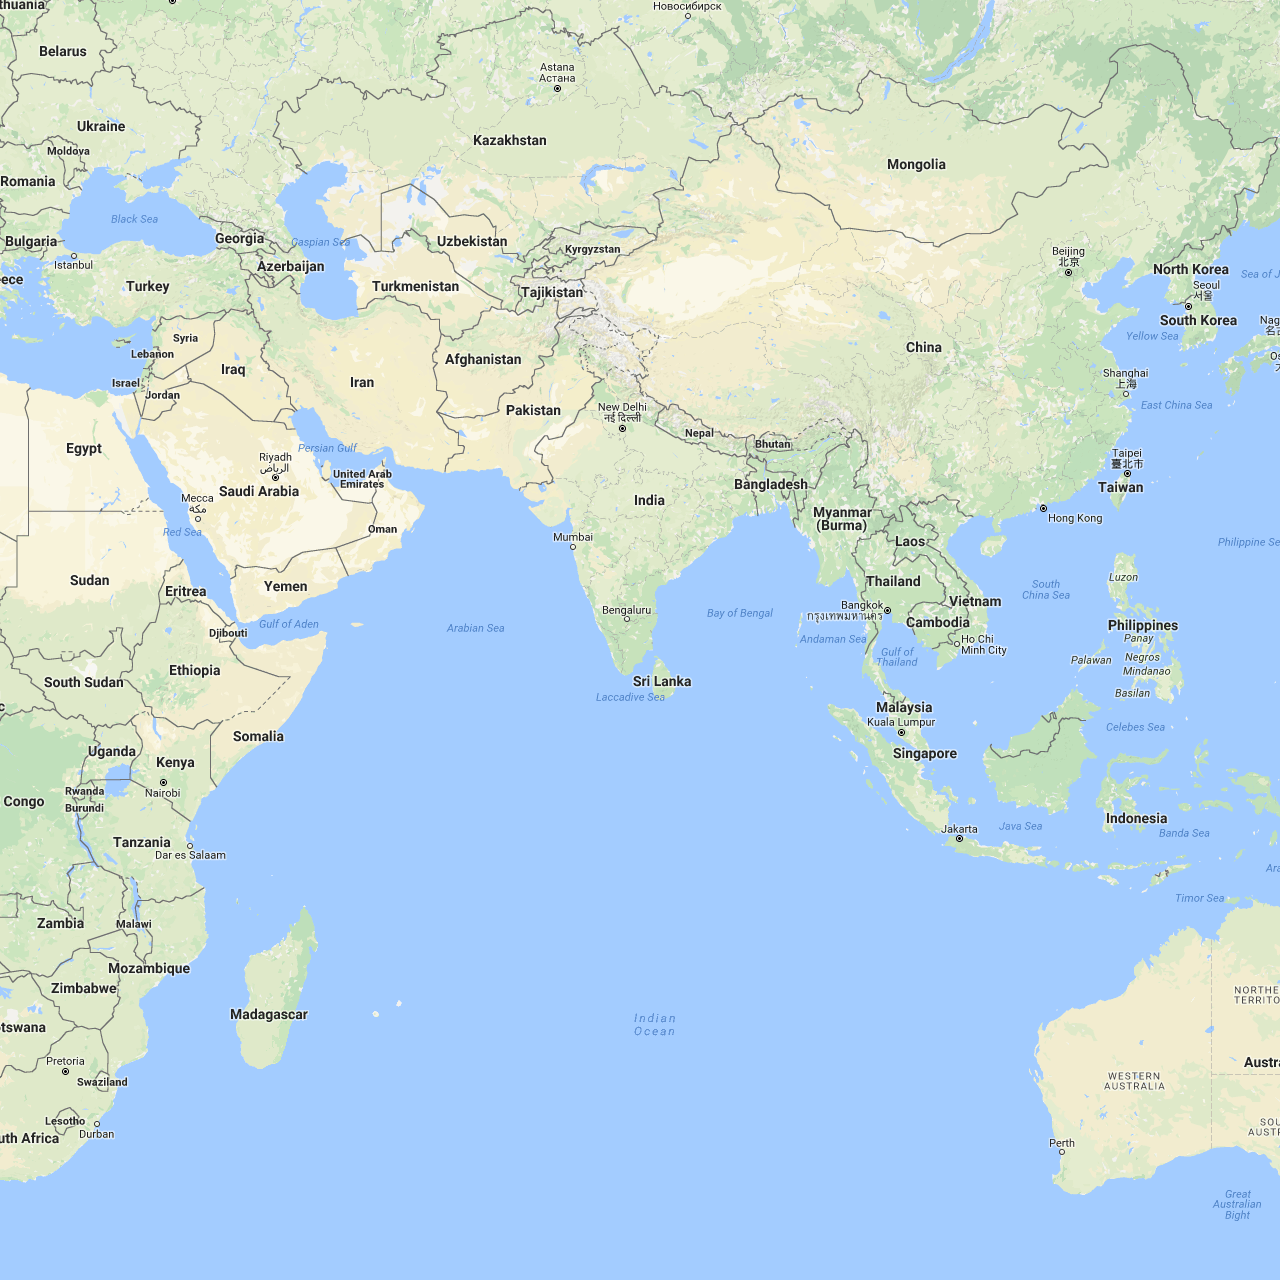 thuania
Новосибирск
Belarus
Astana
Астана
Ukraine
Kazakhstan
Moldova
Mongolia
Romania
Black Sea
Georgia
Caspian Sea
Uzbekistan
Kyrgyzstan
Bulgaria
Istanbul
Azerbaijan
Beijing
北京
North Korea
Sea of J
ece
Turkey
Turkmenistan
Tajikistan
Seoul
서울
South Korea
Nag
名古
Syria
Yellow Sea
Lebanon
Iraq
Afghanistan
China
Os
Israel
Jordan
Iran
Shanghai
上海
Pakistan
New Delhi
नई दिल्ली
East China Sea
Egypt
Persian Gulf
Nepal
Bhutan
Taipei
臺北市
Riyadh
الرياض
United Arab
Emirates
Saudi Arabia
Bangladesh
Taiwan
Mecca
مكة
India
Myanmar
(Burma)
Hong Kong
Red Sea
Oman
Mumbai
Laos
Philippine Se
Sudan
Yemen
Eritrea
Thailand
Luzon
South
China Sea
Vietnam
Bengaluru
Bay of Bengal
Bangkok
กรุงเทพมหานคร
Cambodia
Philippines
Djibouti
Gulf of Aden
Arabian Sea
Andaman Sea
Ho Chi
Minh City
Panay
Gulf of
Thailand
Palawan
Negros
Mindanao
Ethiopia
South Sudan
Sri Lanka
Laccadive Sea
Basilan
c
Malaysia
Kuala Lumpur
Celebes Sea
Somalia
Uganda
Singapore
Kenya
Nairobi
Rwanda
Congo
Burundi
Indonesia
Tanzania
Jakarta
Java Sea
Banda Sea
Dar es Salaam
Ara
Timor Sea
Zambia
Malawi
Mozambique
Zimbabwe
NORTHE
TERRITO
Madagascar
Indian
Ocean
tswana
Pretoria
Austra
Swaziland
WESTERN
AUSTRALIA
Lesotho
Durban
uth Africa
SOU
AUSTR
Perth
Great
Australian
Bight